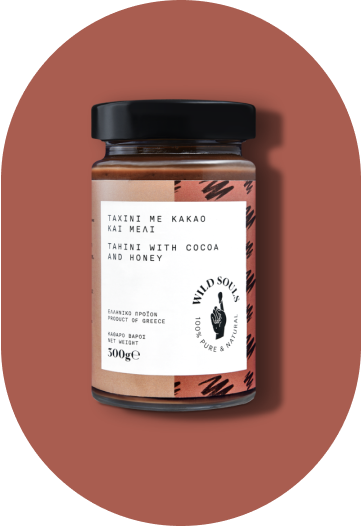 ΤΑΧΙΝΙ ΜΕ ΚΑΚΑΟ
ΚΑΙ ΜΕΛΙ
TAHINI WITH COCOA
AND HONEY
WILD SOULS
100% PURE & NATURAL
ΕΛΛΗΝΙΚΟ ΠΡΟΪΟΝ
PRODUCT OF GREECE
ΚΑΘΑΡΟ ΒΑΡΟΣ
NET WEIGHT
300g℮